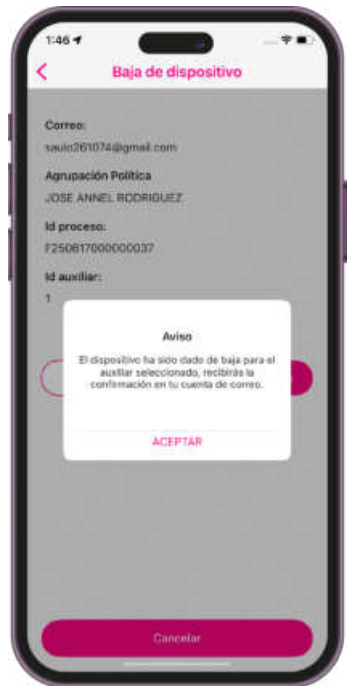 1:46
Baja de dispositivo
Correo:
saulo261074@gmail.com
Agrupación Política
JOSE ANNEL RODRIGUEZ
Id proceso:
F250617000000037
Id auxiliar:
1
Aviso
El dispositivo ha sido dado de baja para el
auxiliar seleccionado, recibirás la
confirmación en tu cuenta de correo.
ACEPTAR
Cancelar